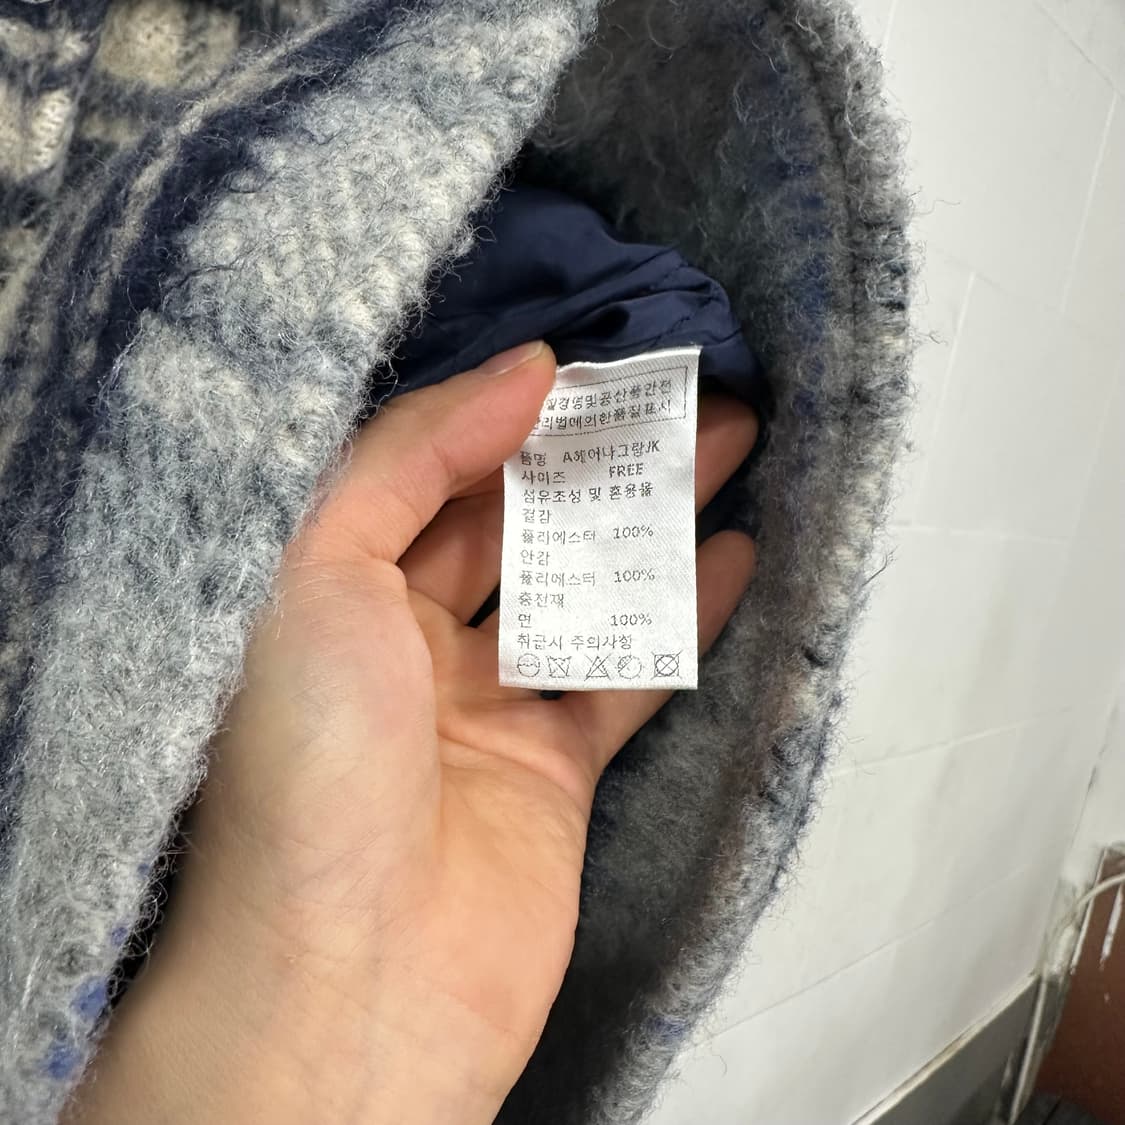 질경영및공산품안전
관리법에의한품질표시
품명 A헤어나그랑JK
사이즈 FREE
섬유조성 및 혼용율
겉감
폴리에스터 100%
안감
폴리에스터 100%
충전재
면 100%
취급시 주의사항